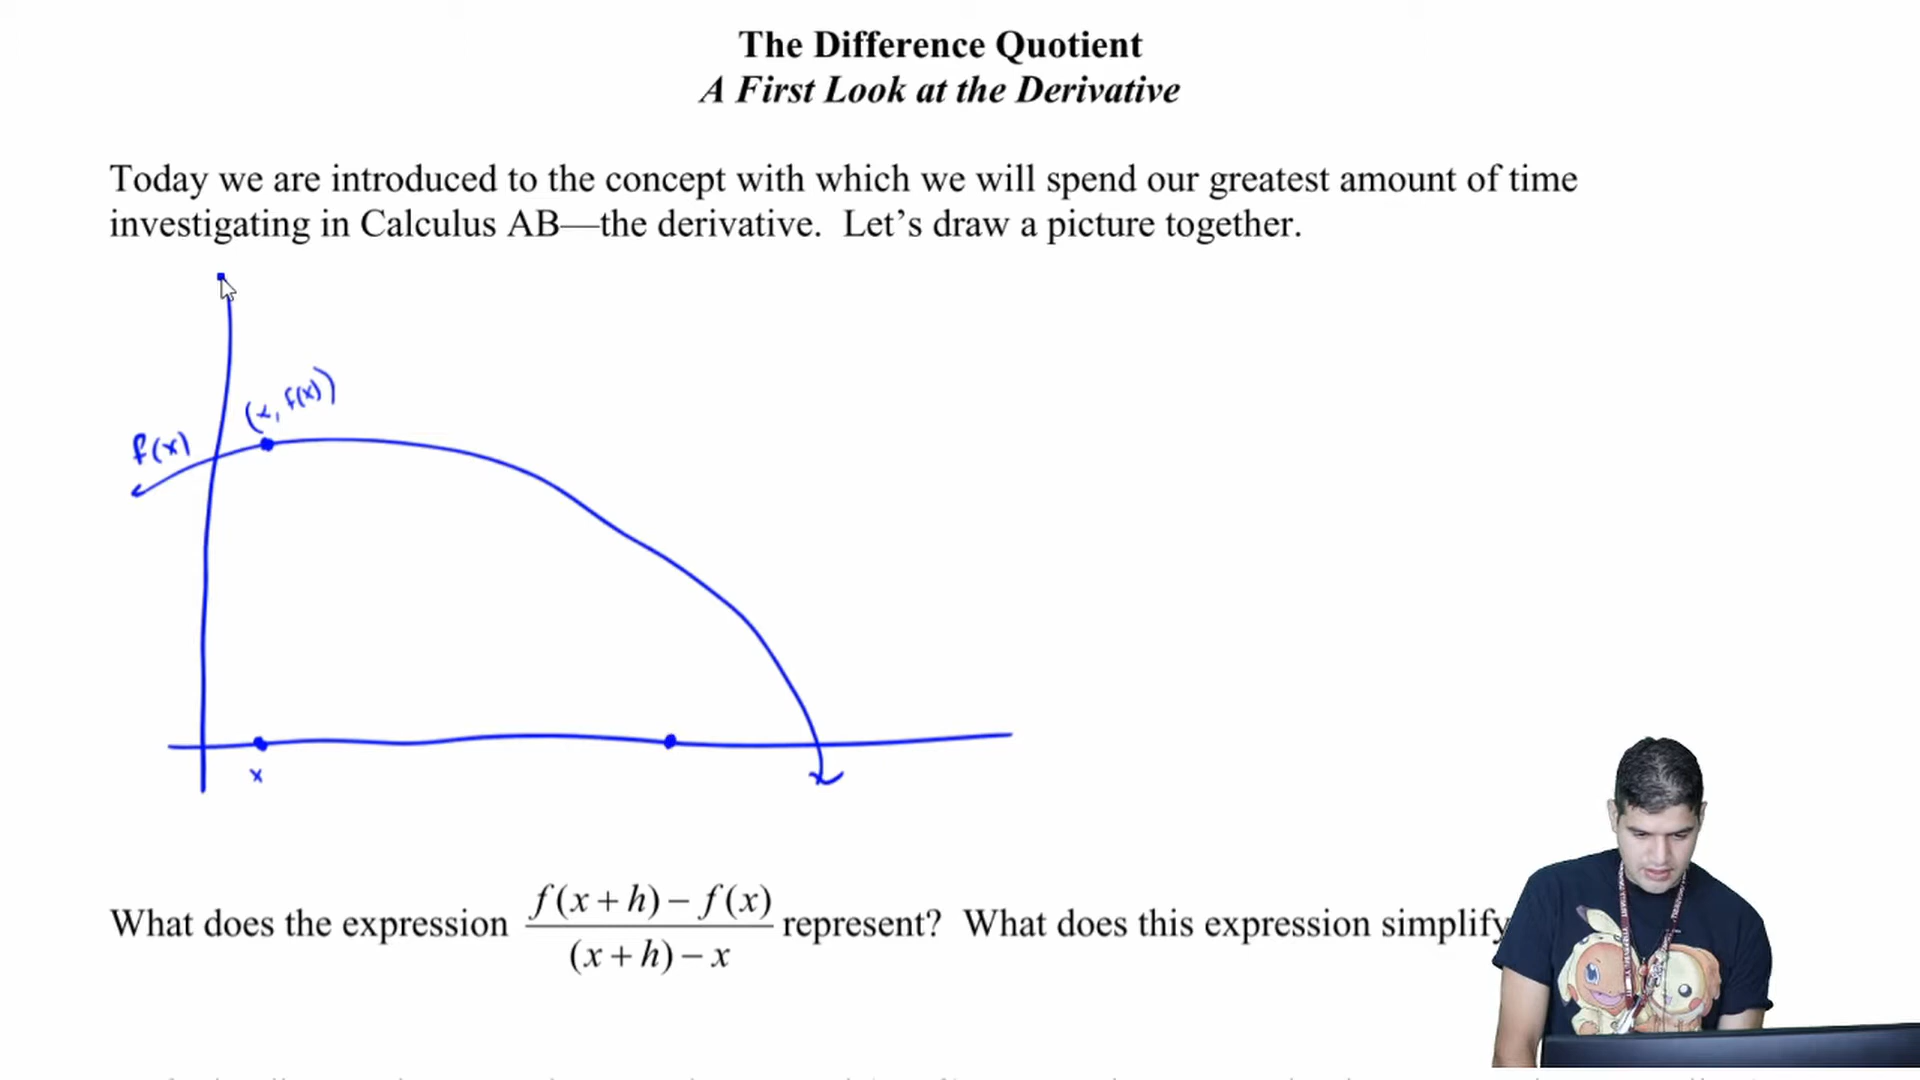 The Difference Quotient
A First Look at the Derivative
Today we are introduced to the concept with which we will spend our greatest amount of time
investigating in Calculus AB—the derivative.  Let’s draw a picture together.
(x, f(x))
f(x)
x
What does the expression f(x+h)−f(x) / (x+h)−x represent?  What does this expression simplify